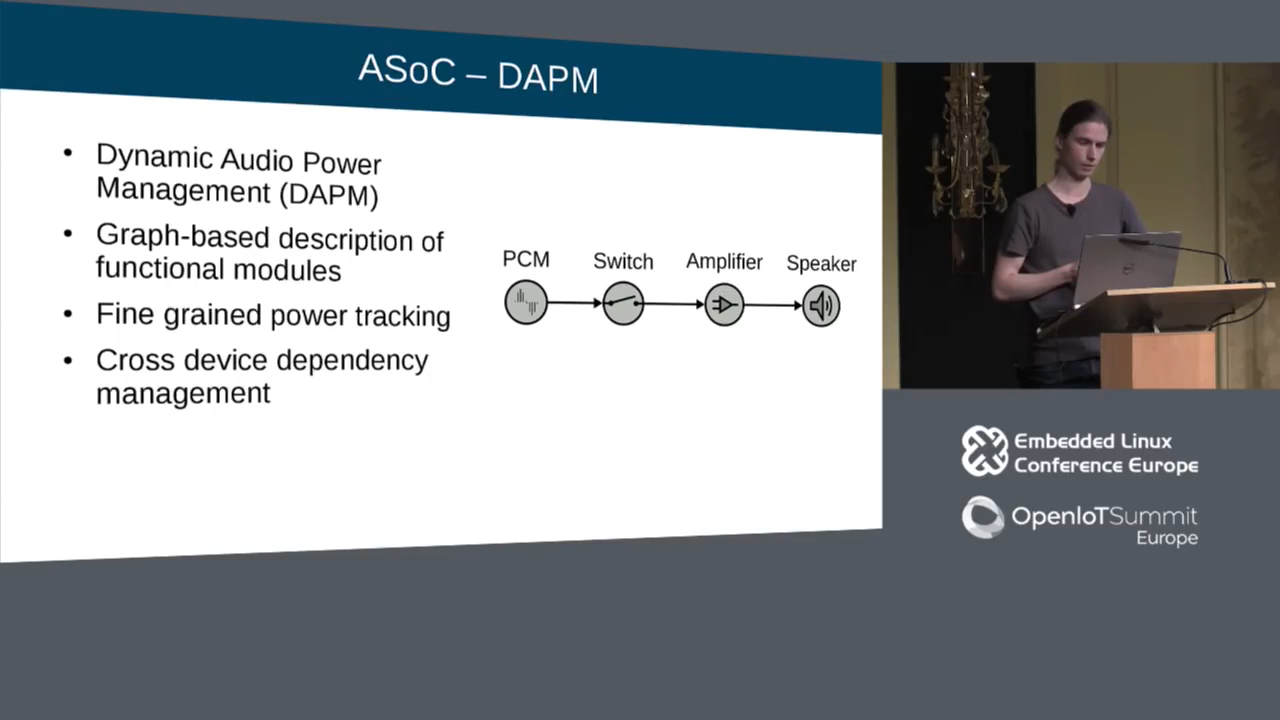 ASoC – DAPM
• Dynamic Audio Power
Management (DAPM)
• Graph-based description of
functional modules
• Fine grained power tracking
• Cross device dependency
management
PCM
Switch
Amplifier
Speaker
Embedded Linux
Conference Europe
OpenIoTSummit
Europe